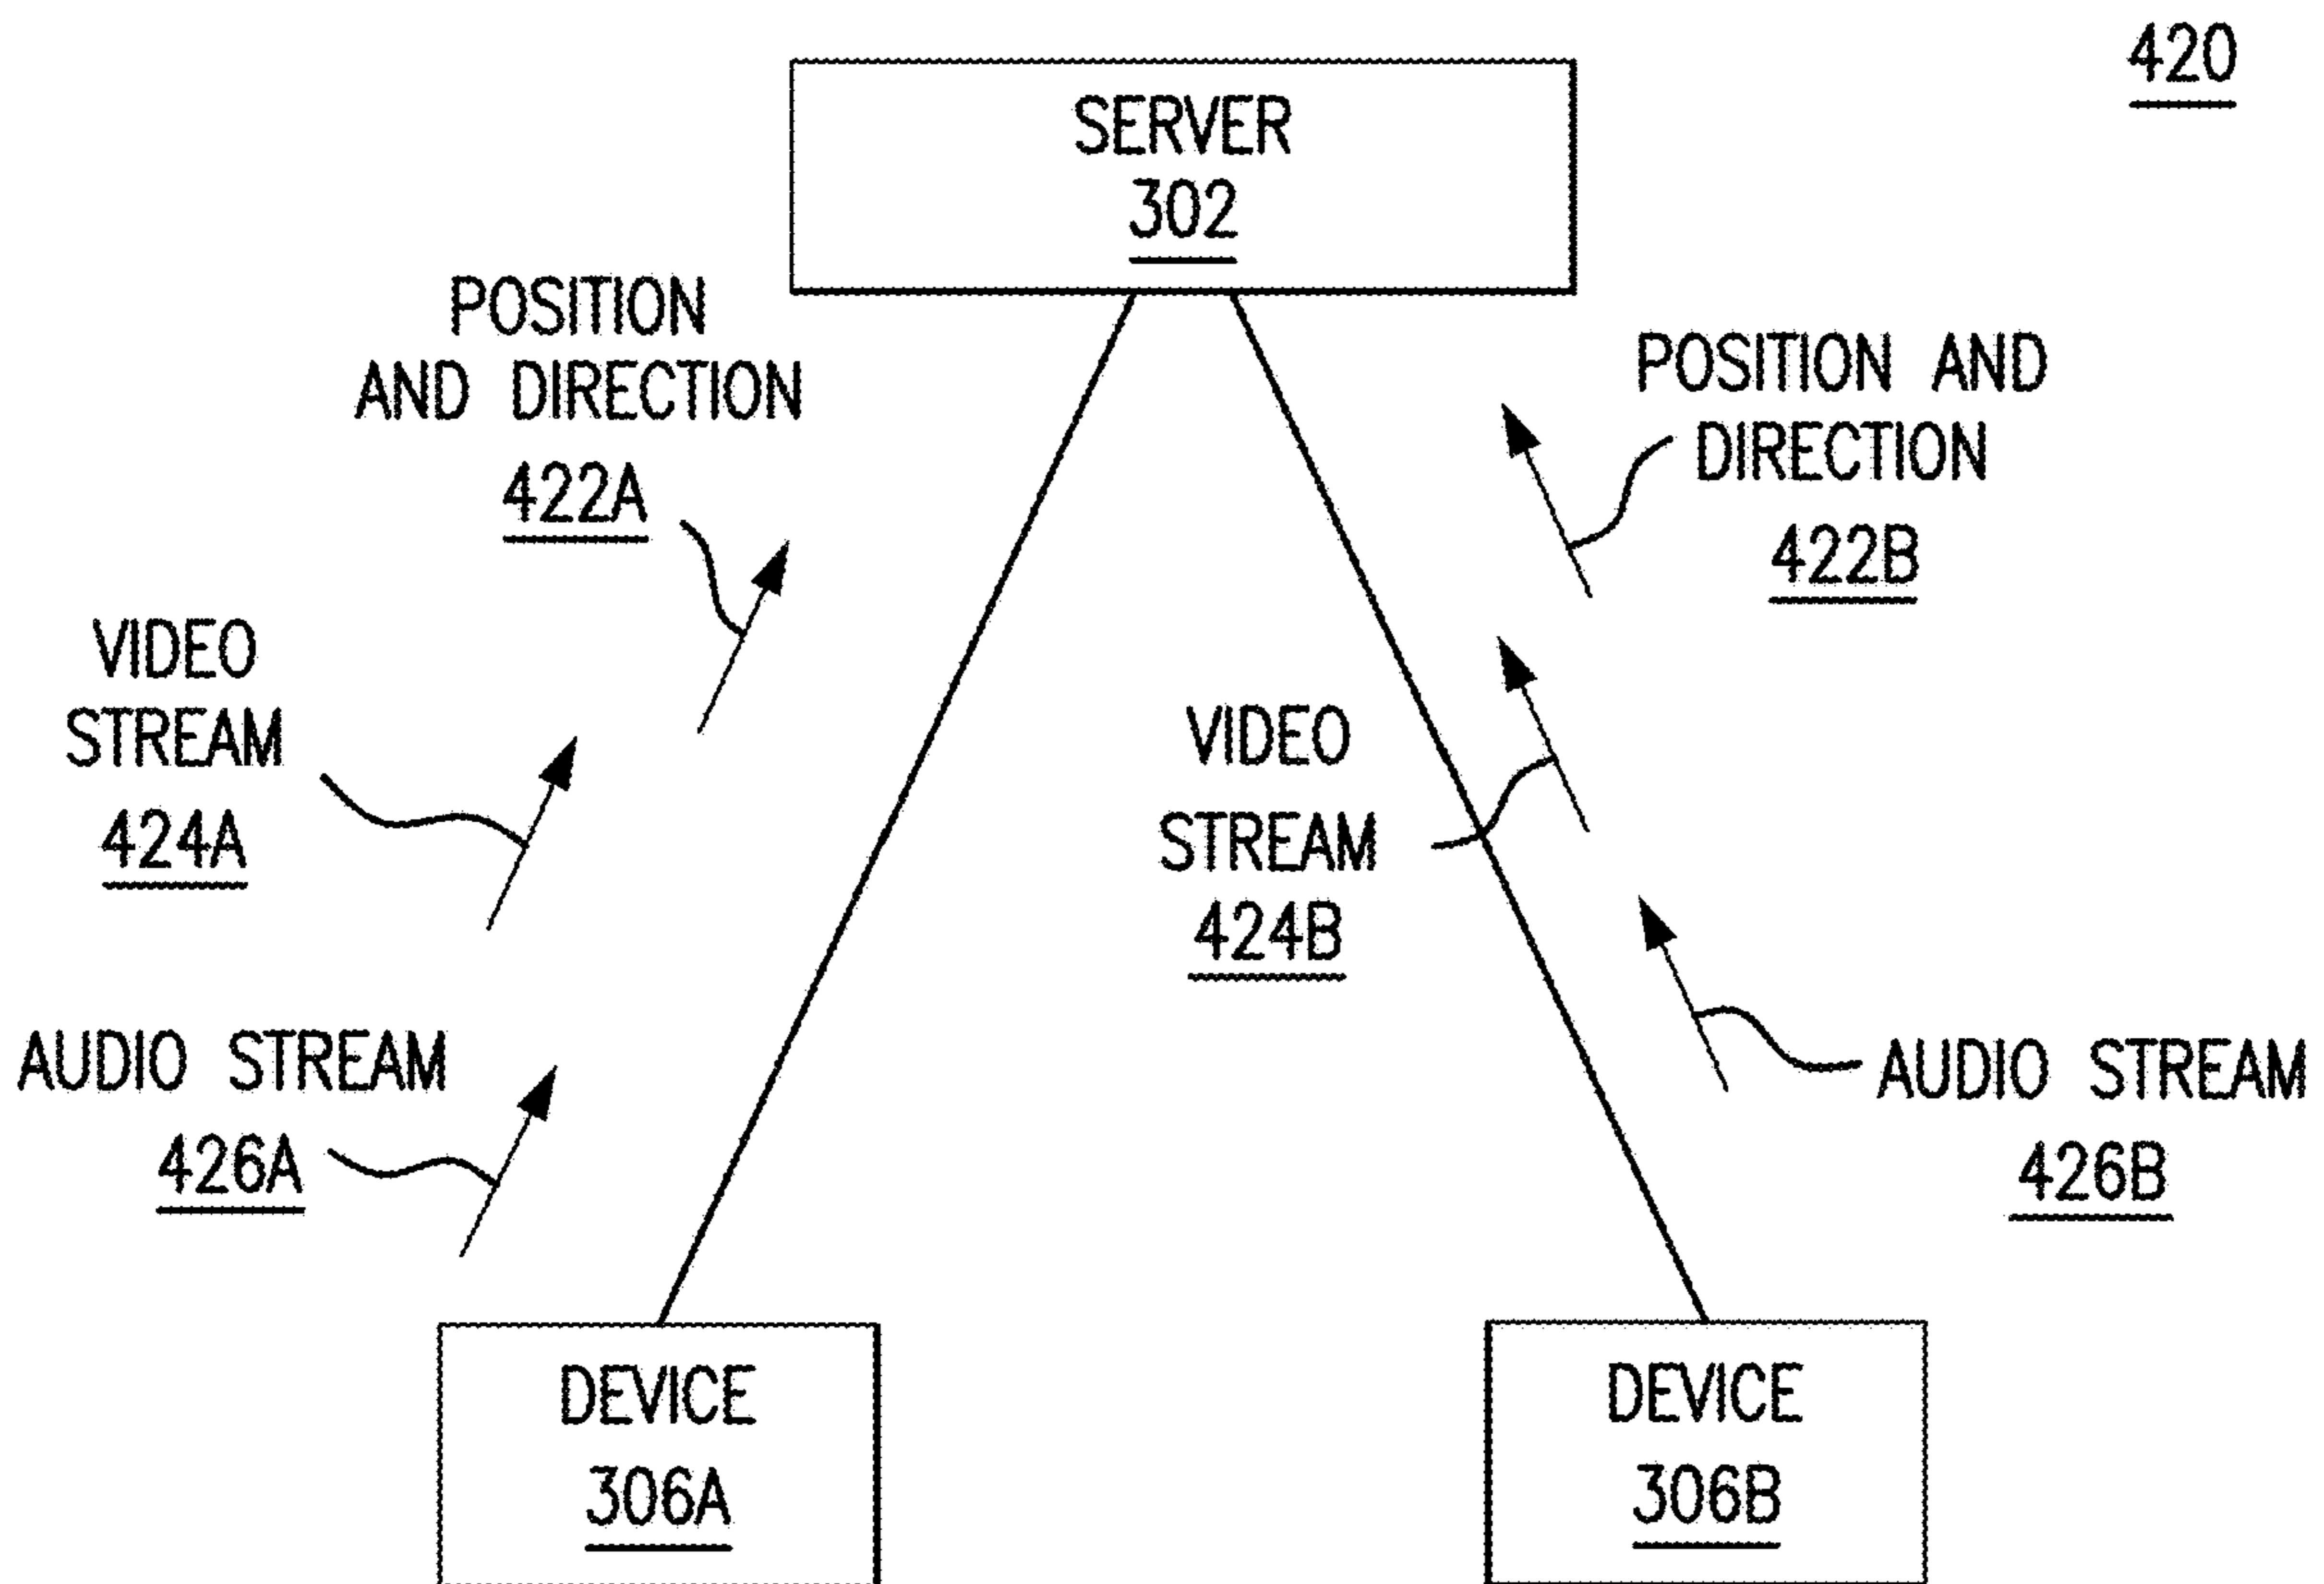 420
SERVER
302
POSITION
AND DIRECTION
422A
POSITION AND
DIRECTION
422B
VIDEO
STREAM
424A
VIDEO
STREAM
424B
AUDIO STREAM
426A
AUDIO STREAM
426B
DEVICE
306A
DEVICE
306B